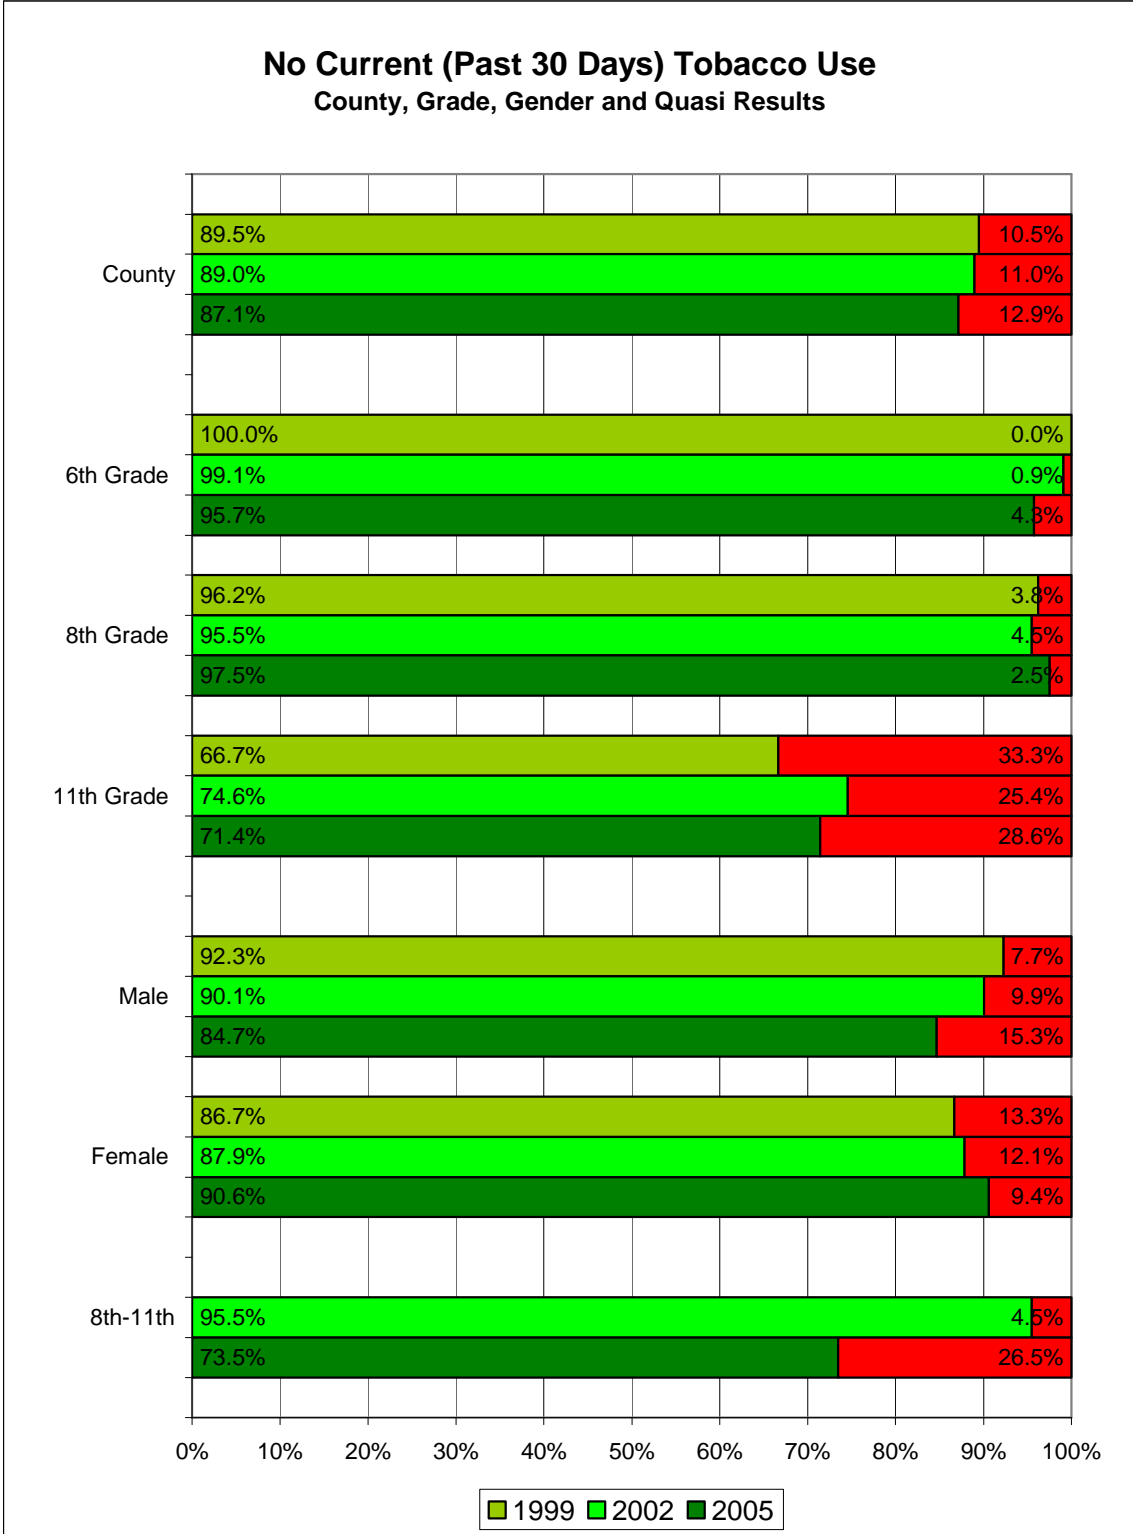 No Current (Past 30 Days) Tobacco Use
County, Grade, Gender and Quasi Results
89.5% 10.5%
County 89.0% 11.0%
87.1% 12.9%
100.0% 0.0%
6th Grade 99.1% 0.9%
95.7% 4.3%
96.2% 3.8%
8th Grade 95.5% 4.5%
97.5% 2.5%
66.7% 33.3%
11th Grade 74.6% 25.4%
71.4% 28.6%
92.3% 7.7%
Male 90.1% 9.9%
84.7% 15.3%
86.7% 13.3%
Female 87.9% 12.1%
90.6% 9.4%
8th-11th 95.5% 4.5%
73.5% 26.5%
0% 10% 20% 30% 40% 50% 60% 70% 80% 90% 100%
1999 2002 2005